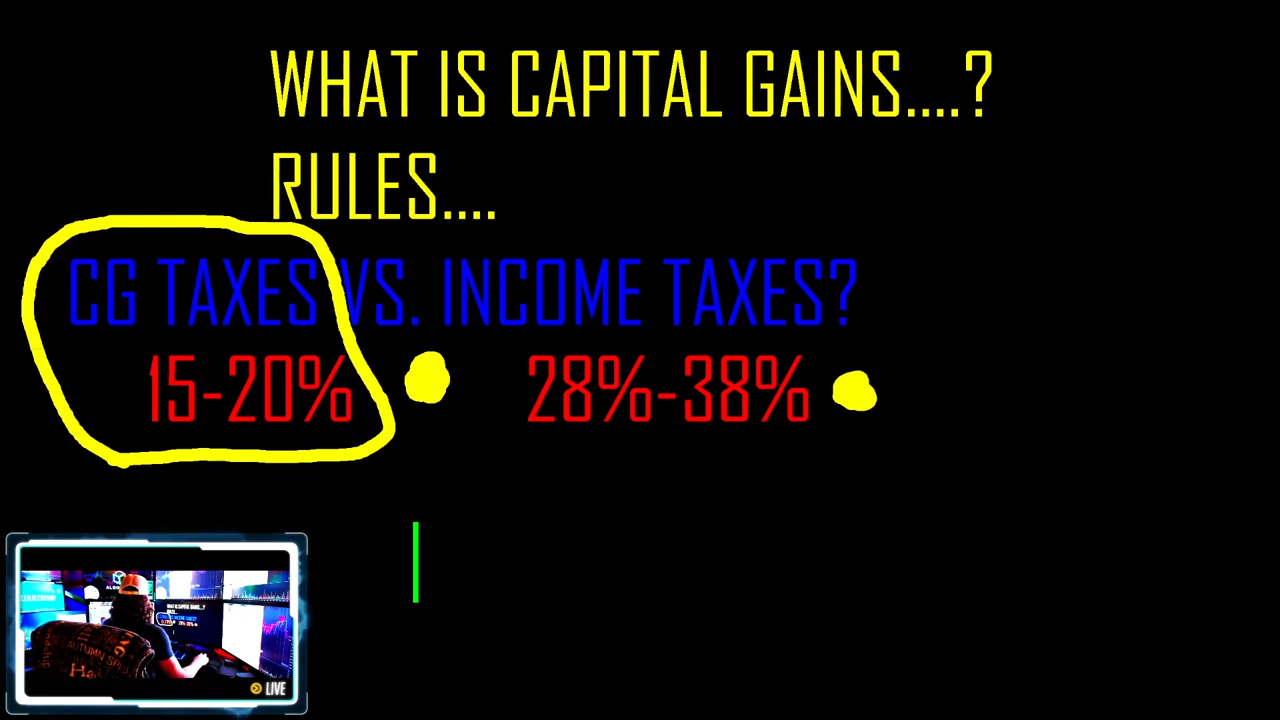 WHAT IS CAPITAL GAINS....?
RULES....
CG TAXES VS. INCOME TAXES?
15-20% 28%-38%
LIVE